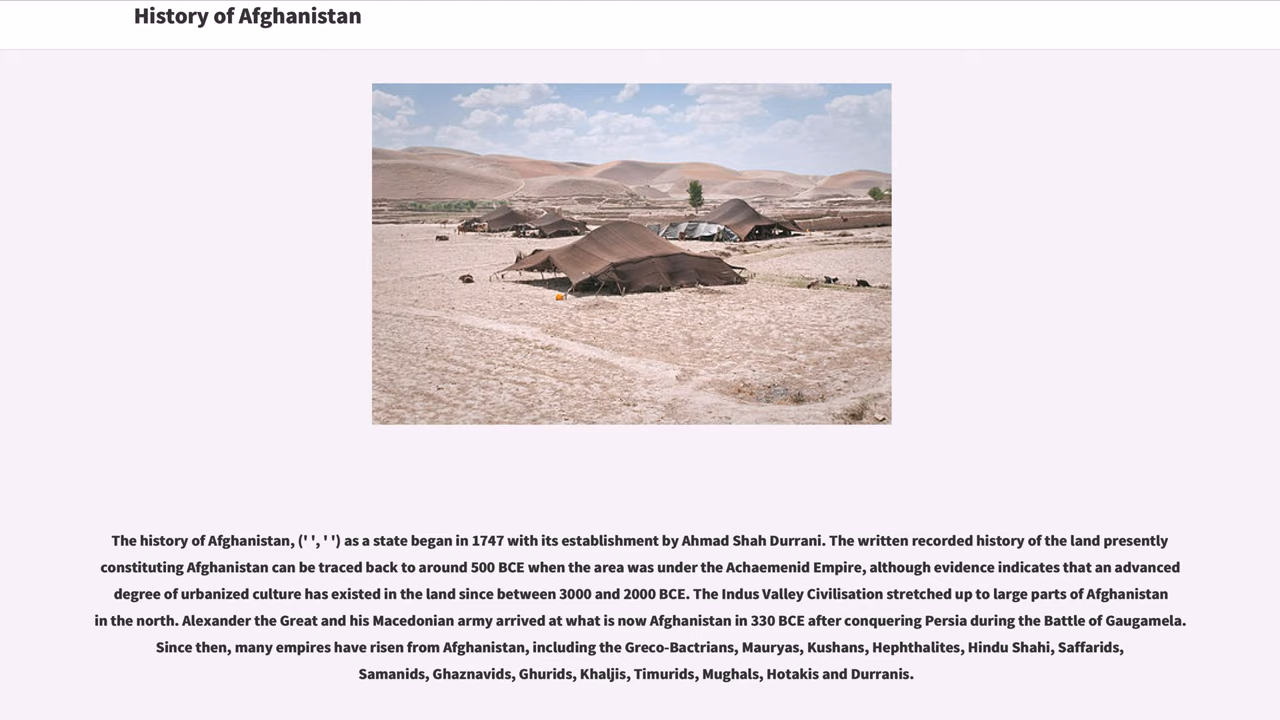 History of Afghanistan
The history of Afghanistan, (' ', ' ') as a state began in 1747 with its establishment by Ahmad Shah Durrani. The written recorded history of the land presently
constituting Afghanistan can be traced back to around 500 BCE when the area was under the Achaemenid Empire, although evidence indicates that an advanced
degree of urbanized culture has existed in the land since between 3000 and 2000 BCE. The Indus Valley Civilisation stretched up to large parts of Afghanistan
in the north. Alexander the Great and his Macedonian army arrived at what is now Afghanistan in 330 BCE after conquering Persia during the Battle of Gaugamela.
Since then, many empires have risen from Afghanistan, including the Greco-Bactrians, Mauryas, Kushans, Hephthalites, Hindu Shahi, Saffarids,
Samanids, Ghaznavids, Ghurids, Khaljis, Timurids, Mughals, Hotakis and Durranis.